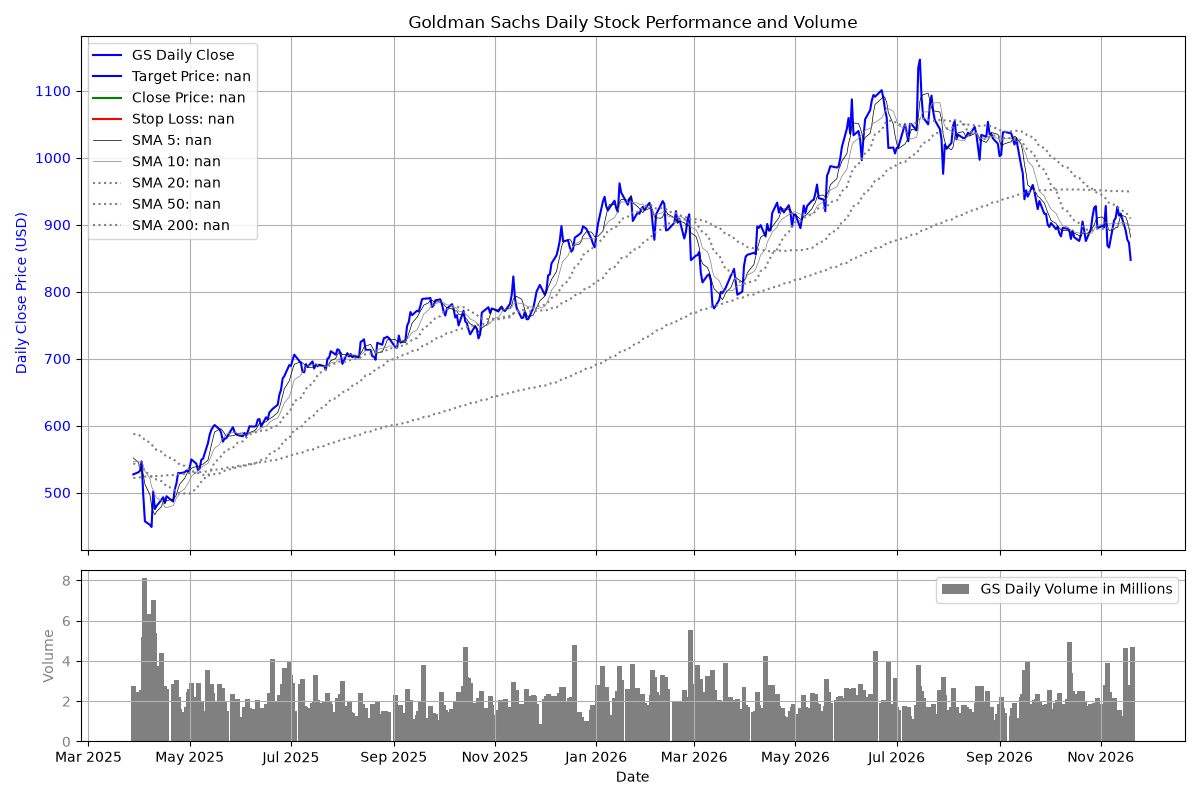 Goldman Sachs Daily Stock Performance and Volume
GS Daily Close
Target Price: nan
Close Price: nan
Stop Loss: nan
SMA 5: nan
SMA 10: nan
SMA 20: nan
SMA 50: nan
SMA 200: nan
Daily Close Price (USD)
1100
1000
900
800
700
600
500
GS Daily Volume in Millions
Volume
8
6
4
2
0
Mar 2025 May 2025 Jul 2025 Sep 2025 Nov 2025 Jan 2026 Mar 2026 May 2026 Jul 2026 Sep 2026 Nov 2026
Date